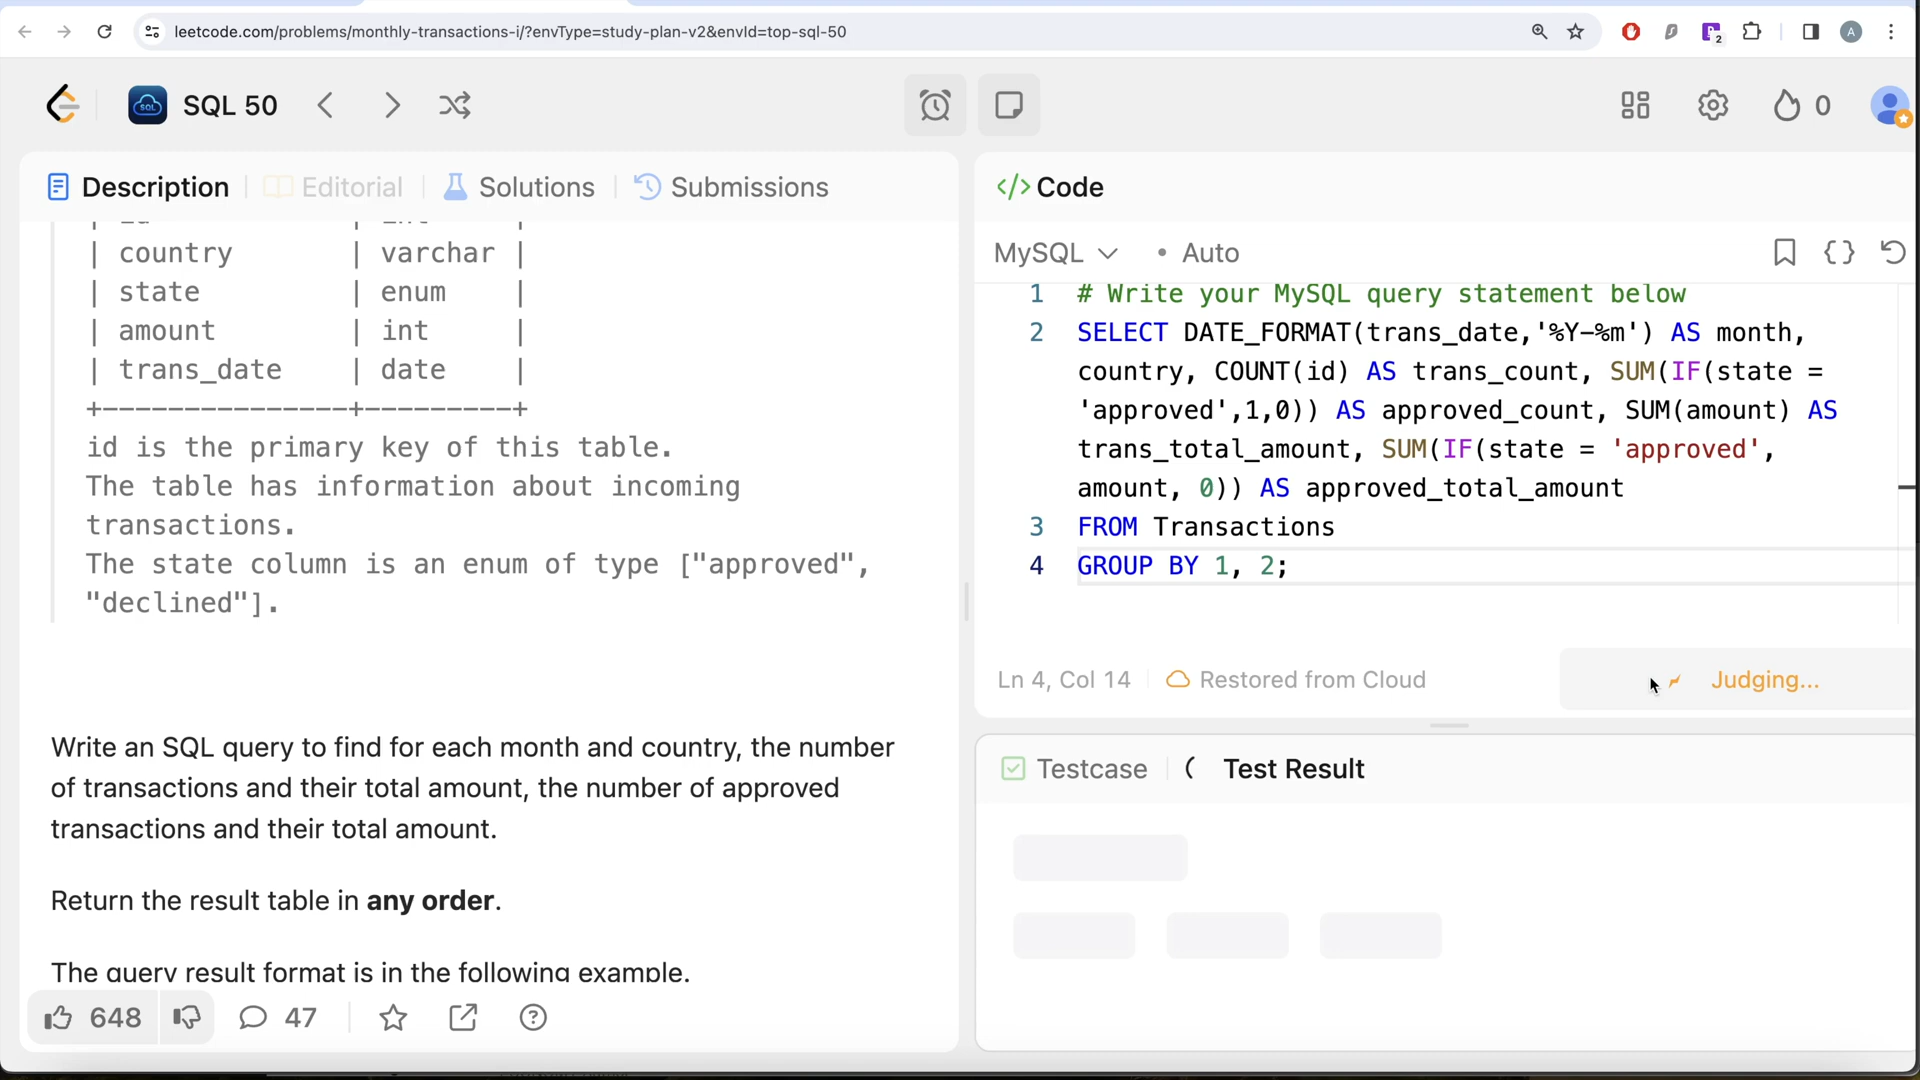 leetcode.com/problems/monthly-transactions-i/?envType=study-plan-v2&envId=top-sql-50
2
A
SQL
SQL 50
0
Description
Editorial
Solutions
Submissions
| country | varchar |
| state | enum |
| amount | int |
| trans_date | date |
+---------------+---------+
id is the primary key of this table.
The table has information about incoming
transactions.
The state column is an enum of type ["approved",
"declined"].
Write an SQL query to find for each month and country, the number
of transactions and their total amount, the number of approved
transactions and their total amount.
Return the result table in any order.
The query result format is in the following example.
648
47
</> Code
MySQL
• Auto
{}
1 # Write your MySQL query statement below
2 SELECT DATE_FORMAT(trans_date,'%Y-%m') AS month,
country, COUNT(id) AS trans_count, SUM(IF(state =
'approved',1,0)) AS approved_count, SUM(amount) AS
trans_total_amount, SUM(IF(state = 'approved',
amount, 0)) AS approved_total_amount
3 FROM Transactions
4 GROUP BY 1, 2;
Ln 4, Col 14
Restored from Cloud
Judging...
Testcase
Test Result